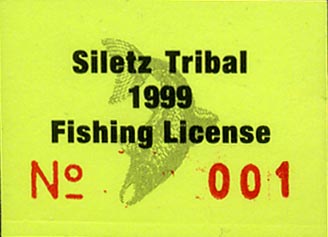 Siletz Tribal
1999
Fishing License
No 001